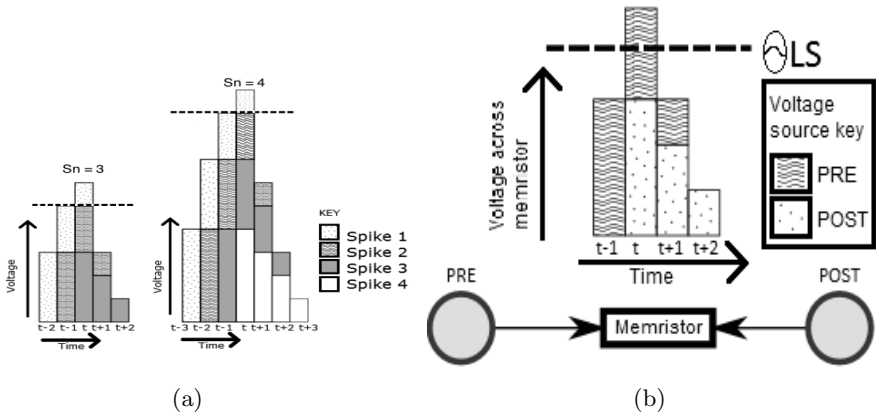 Sn = 3
Voltage
t-2 t-1 t t+1 t+2
Time
Sn = 4
Voltage
t-3 t-2 t-1 t t+1 t+2 t+3
Time
KEY
Spike 1
Spike 2
Spike 3
Spike 4
(a)
LS
Voltage across
memristor
t-1 t t+1 t+2
Time
Voltage
source key
PRE
POST
PRE
POST
Memristor
(b)